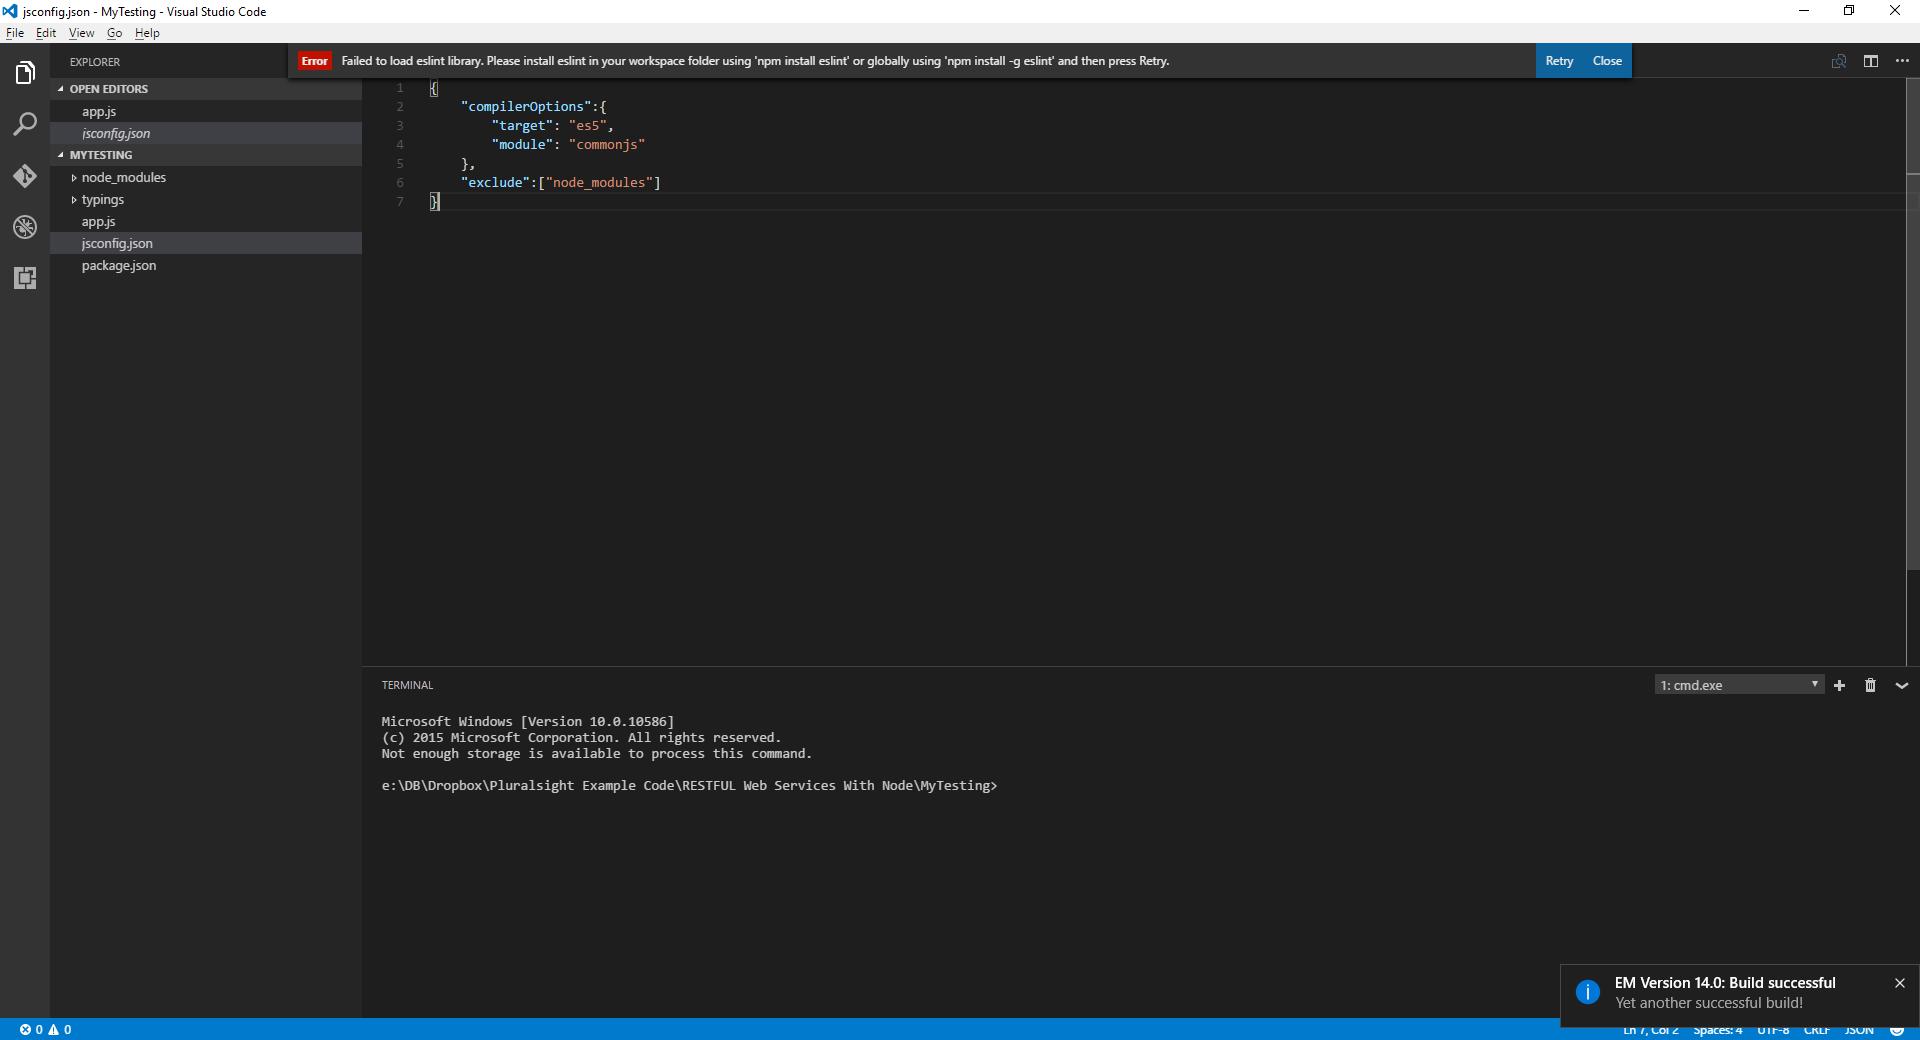 jsconfig.json - MyTesting - Visual Studio Code
File Edit View Go Help
EXPLORER
Error Failed to load eslint library. Please install eslint in your workspace folder using 'npm install eslint' or globally using 'npm install -g eslint' and then press Retry.
Retry Close
OPEN EDITORS
app.js
jsconfig.json
MYTESTING
node_modules
typings
app.js
jsconfig.json
package.json
1 {
2 "compilerOptions":{
3 "target": "es5",
4 "module": "commonjs"
5 },
6 "exclude":["node_modules"]
7 }
TERMINAL
1: cmd.exe
Microsoft Windows [Version 10.0.10586]
(c) 2015 Microsoft Corporation. All rights reserved.
Not enough storage is available to process this command.
e:\DB\Dropbox\Pluralsight Example Code\RESTFUL Web Services With Node\MyTesting>
EM Version 14.0: Build successful
Yet another successful build!
0 0
Ln 7, Col 2 Spaces: 4 UTF-8 CRLF JSON